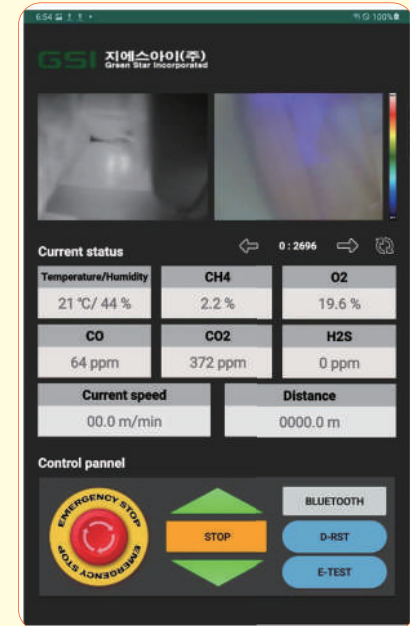 6:54
100%
GSI 지에스아이(주)
Green Star Incorporated
Current status
0 : 2696
Temperature/Humidity CH4 O2
21 ℃/ 44 % 2.2 % 19.6 %
CO CO2 H2S
64 ppm 372 ppm 0 ppm
Current speed Distance
00.0 m/min 0000.0 m
Control pannel
EMERGENCY STOP
EMERGENCY STOP
STOP
BLUETOOTH
D-RST
E-TEST